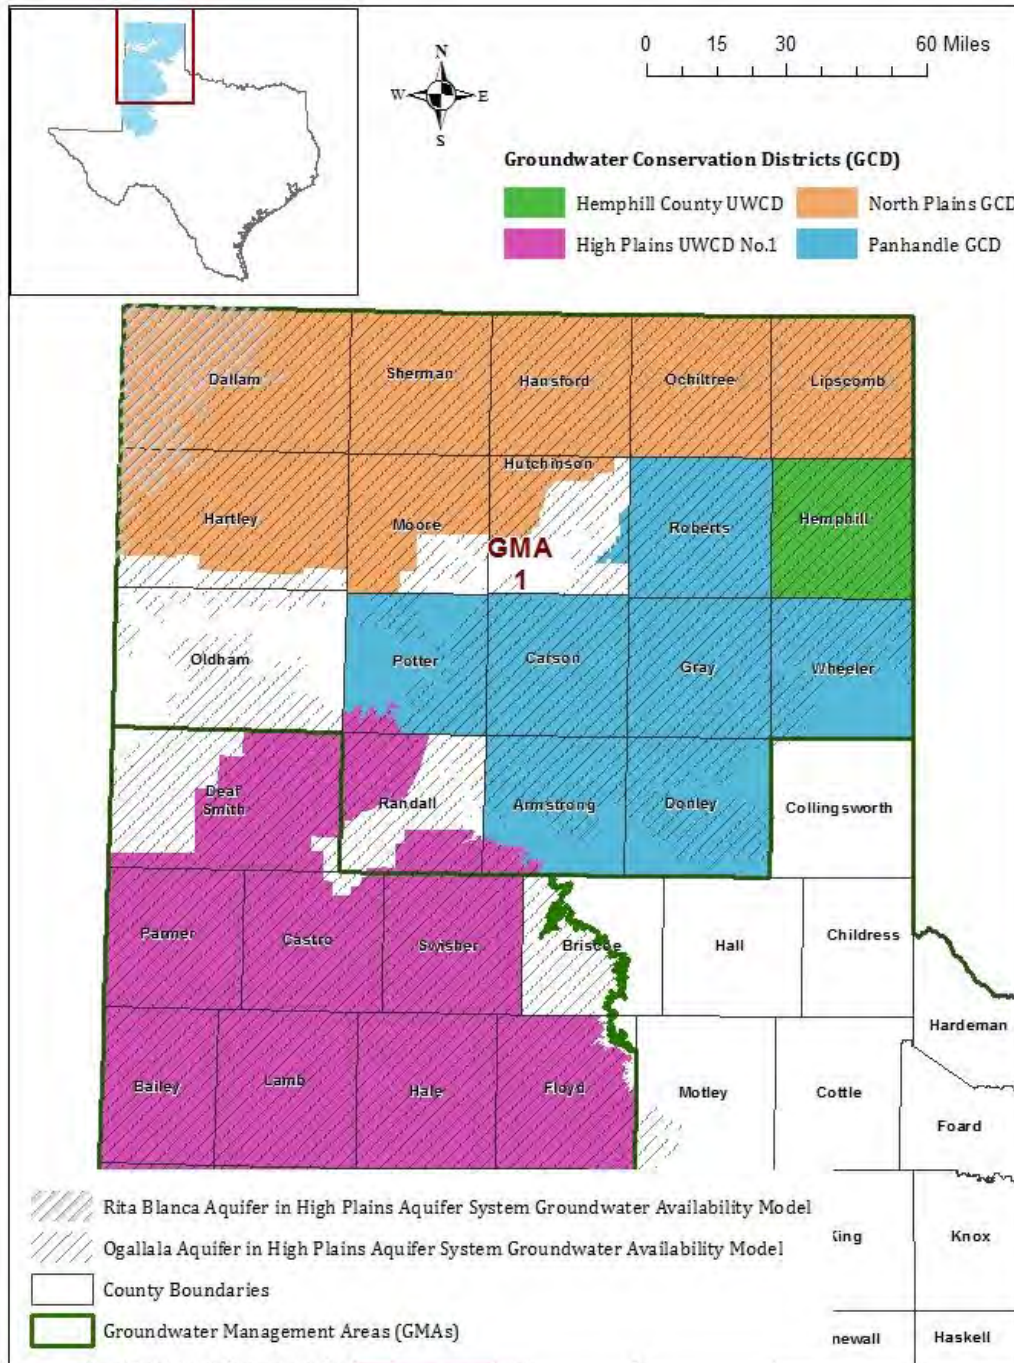 N
W E
S
0 15 30 60 Miles
Groundwater Conservation Districts (GCD)
Hemphill County UWCD North Plains GCD
High Plains UWCD No.1 Panhandle GCD
Dallam Sherman Hansford Ochiltree Lipscomb
Hutchinson
Hartley Moore Roberts Hemphill
GMA
1
Oldham Potter Carson Gray Wheeler
Deaf
Smith Randall Armstrong Donley Collingsworth
Parmer Castro Swisher Briscoe Hall Childress
Hardeman
Bailey Lamb Hale Floyd Motley Cottle
Foard
Rita Blanca Aquifer in High Plains Aquifer System Groundwater Availability Model
Ogallala Aquifer in High Plains Aquifer System Groundwater Availability Model
King Knox
County Boundaries
Groundwater Management Areas (GMAs)
newall Haskell